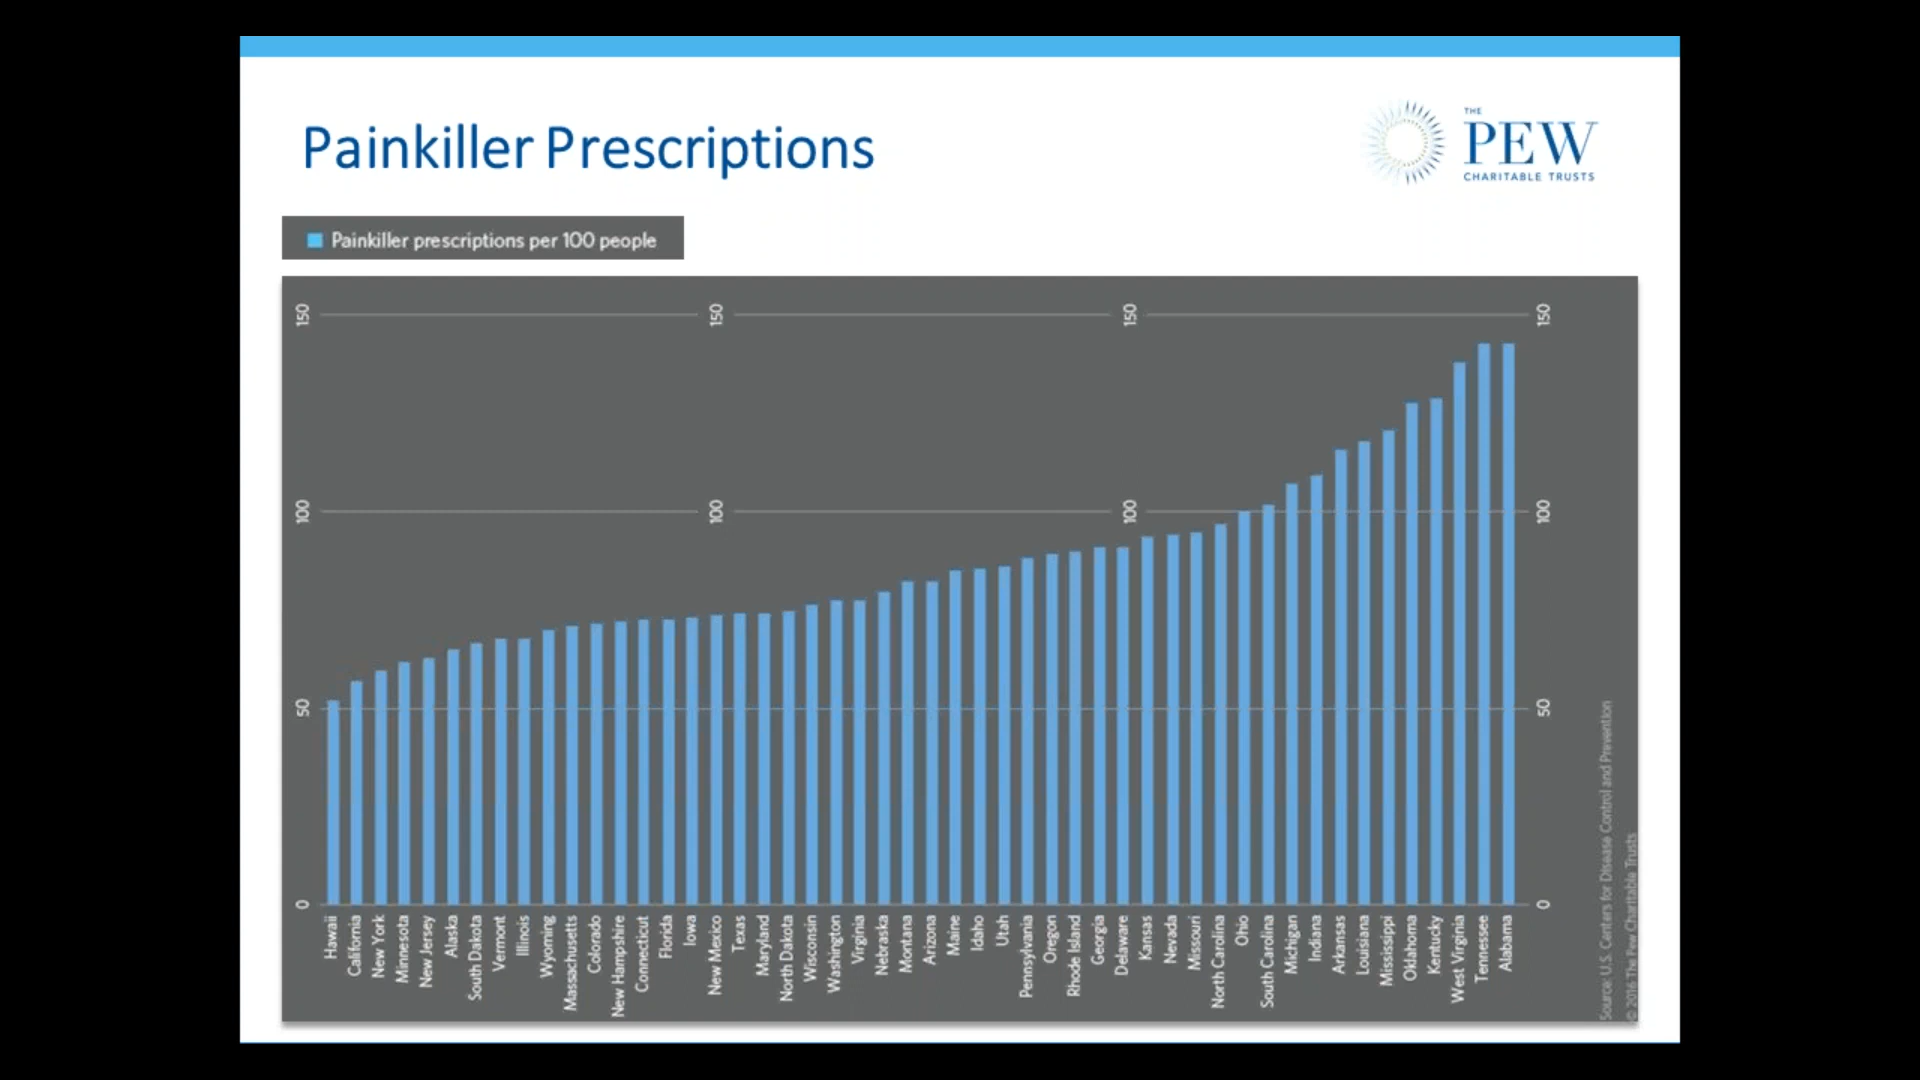 Painkiller Prescriptions
THE
PEW
CHARITABLE TRUSTS
Painkiller prescriptions per 100 people
150 150 150 150
100 100 100 100
50 50
0 0
Hawaii
California
New York
Minnesota
New Jersey
Alaska
South Dakota
Vermont
Illinois
Wyoming
Massachusetts
Colorado
New Hampshire
Connecticut
Florida
Iowa
New Mexico
Texas
Maryland
North Dakota
Wisconsin
Washington
Virginia
Nebraska
Montana
Arizona
Maine
Idaho
Utah
Pennsylvania
Oregon
Rhode Island
Georgia
Delaware
Kansas
Nevada
Missouri
North Carolina
Ohio
South Carolina
Michigan
Indiana
Arkansas
Louisiana
Mississippi
Oklahoma
Kentucky
West Virginia
Tennessee
Alabama
Source: U.S. Centers for Disease Control and Prevention
© 2016 The Pew Charitable Trusts